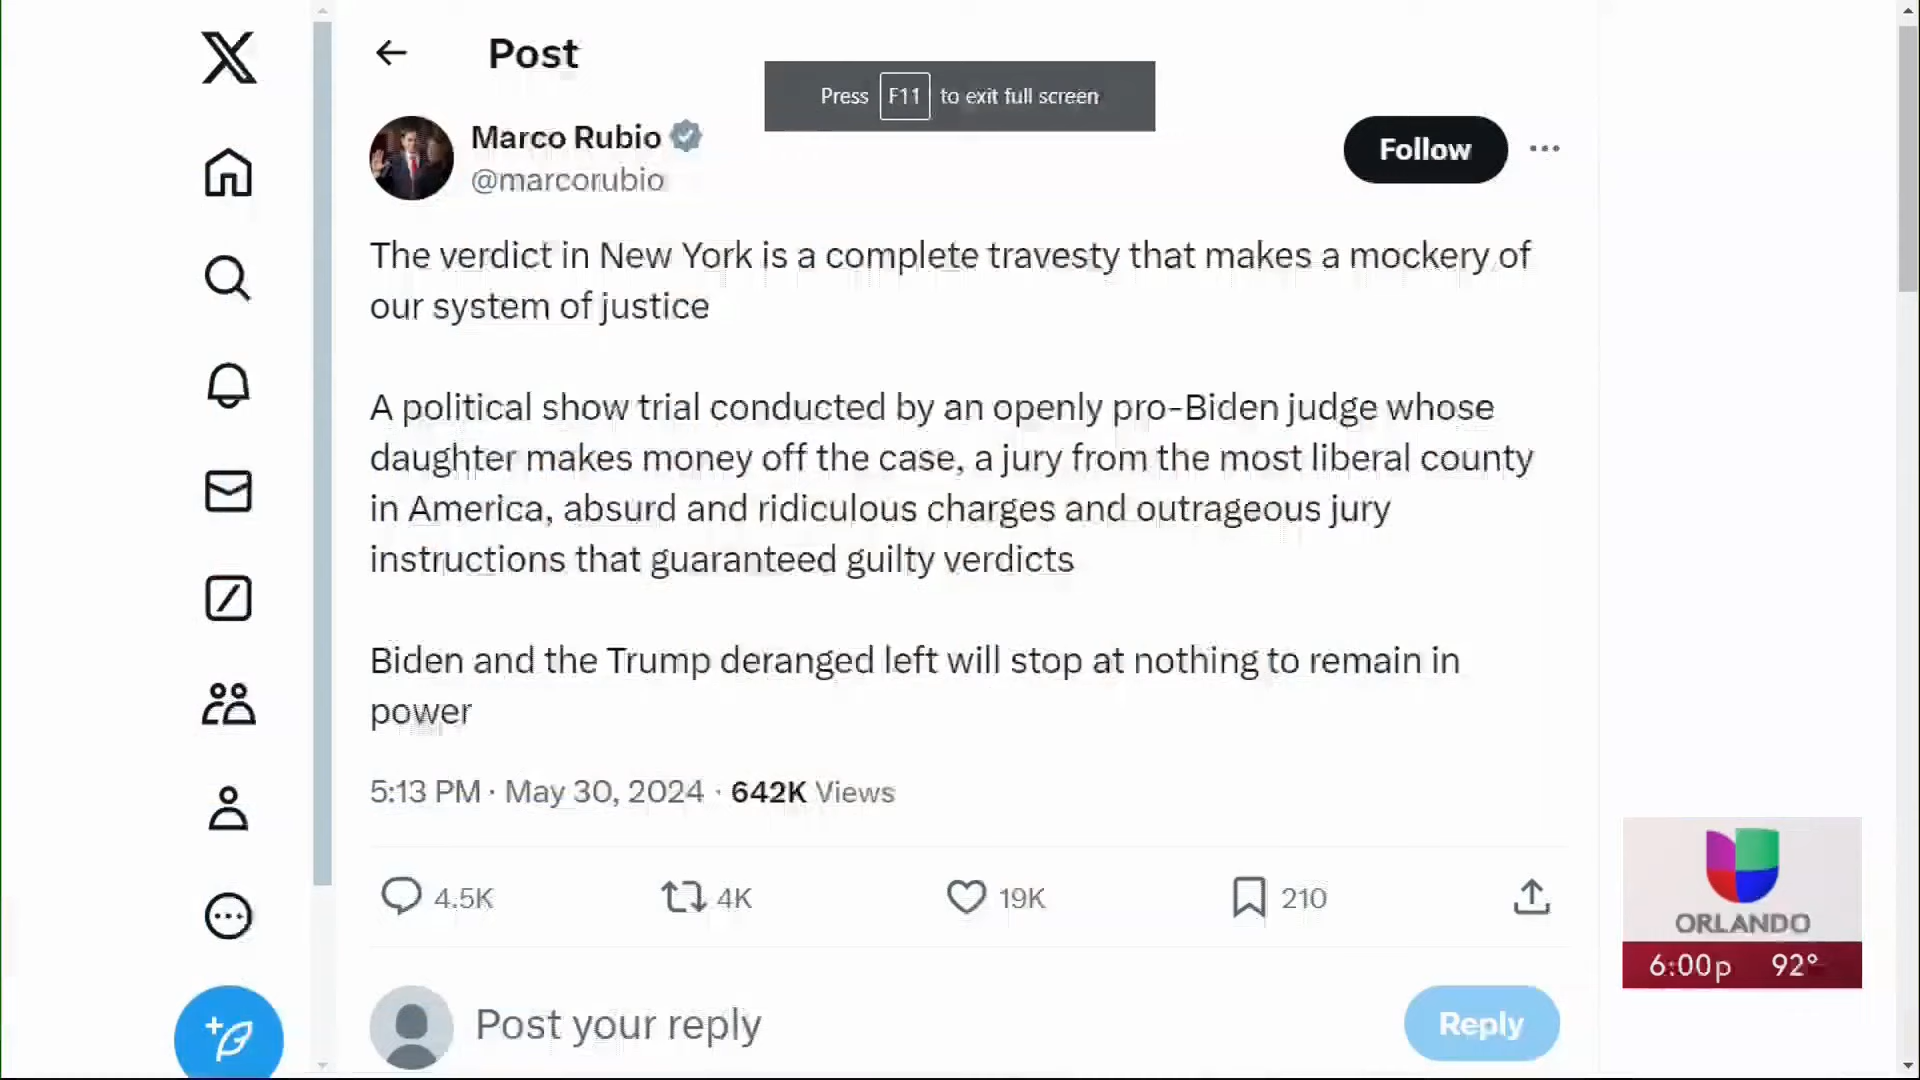 Post
Press F11 to exit full screen
Marco Rubio
@marcorubio
Follow
The verdict in New York is a complete travesty that makes a mockery of
our system of justice
A political show trial conducted by an openly pro-Biden judge whose
daughter makes money off the case, a jury from the most liberal county
in America, absurd and ridiculous charges and outrageous jury
instructions that guaranteed guilty verdicts
Biden and the Trump deranged left will stop at nothing to remain in
power
5:13 PM · May 30, 2024 · 642K Views
4.5K 4K 19K 210
ORLANDO
6:00p 92°
Post your reply
Reply